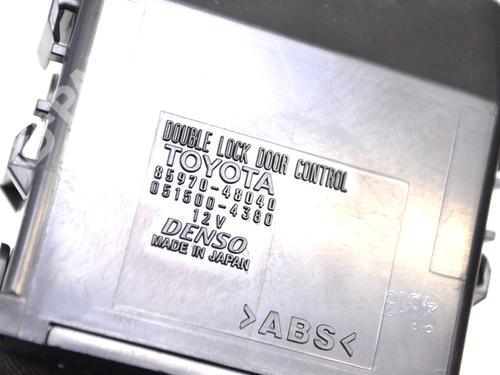 DOUBLE LOCK DOOR CONTROL
TOYOTA
85970-48040
051500-4380
12V
DENSO
MADE IN JAPAN
>ABS<